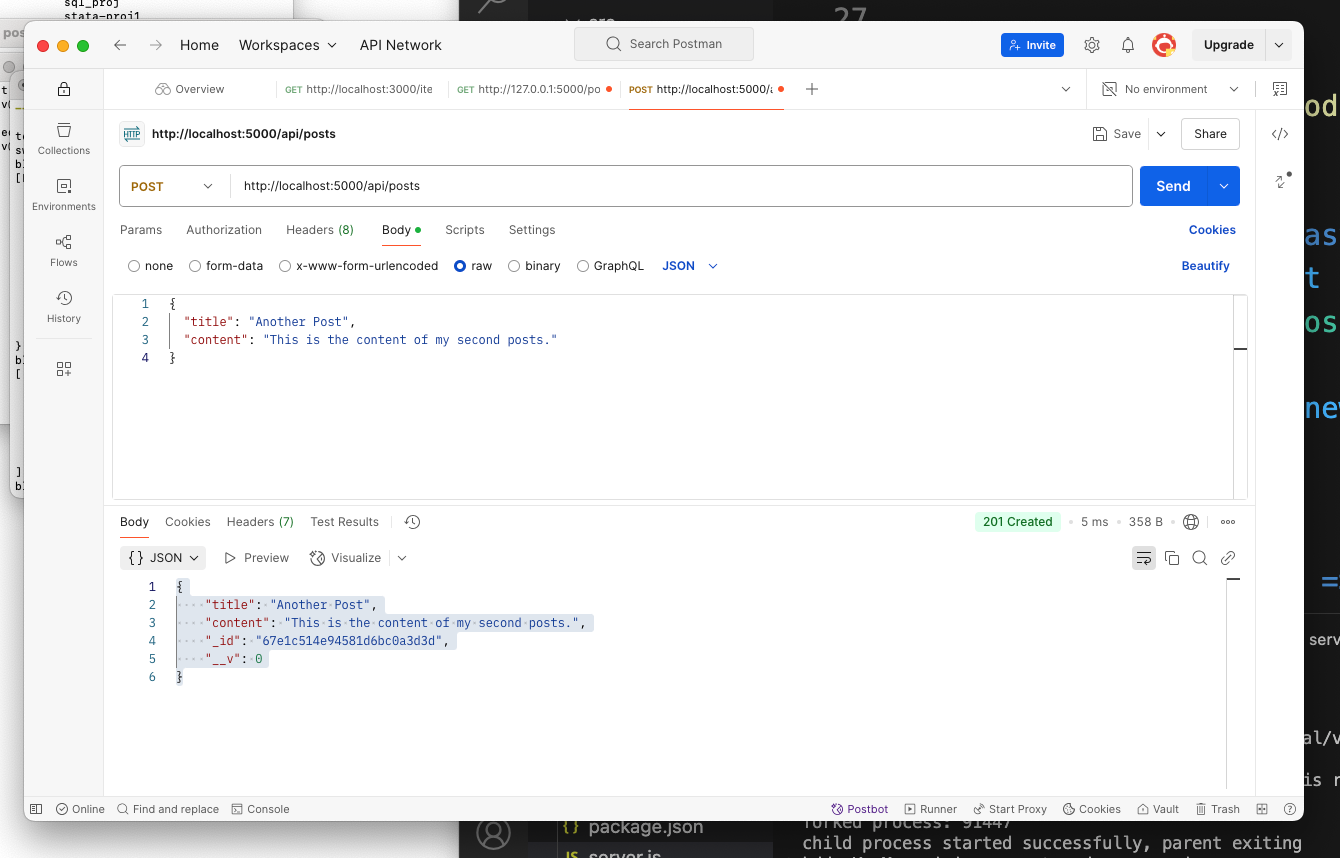 sql_proj
stata-proj1
27
Home
Workspaces
API Network
Search Postman
Invite
Upgrade
Overview
GET http://localhost:3000/ite
GET http://127.0.0.1:5000/po
POST http://localhost:5000/a
No environment
HTTP
http://localhost:5000/api/posts
Save
Share
Collections
Environments
Flows
History
POST
http://localhost:5000/api/posts
Send
Params
Authorization
Headers (8)
Body
Scripts
Settings
Cookies
none
form-data
x-www-form-urlencoded
raw
binary
GraphQL
JSON
Beautify
1 {
2 "title": "Another Post",
3 "content": "This is the content of my second posts."
4 }
Body
Cookies
Headers (7)
Test Results
201 Created
5 ms
358 B
{} JSON
Preview
Visualize
1 {
2 "title": "Another Post",
3 "content": "This is the content of my second posts.",
4 "_id": "67e1c514e94581d6bc0a3d3d",
5 "__v": 0
6 }
Online
Find and replace
Console
Postbot
Runner
Start Proxy
Cookies
Vault
Trash
{} package.json
JS server.js
forked process: 91447
child process started successfully, parent exiting